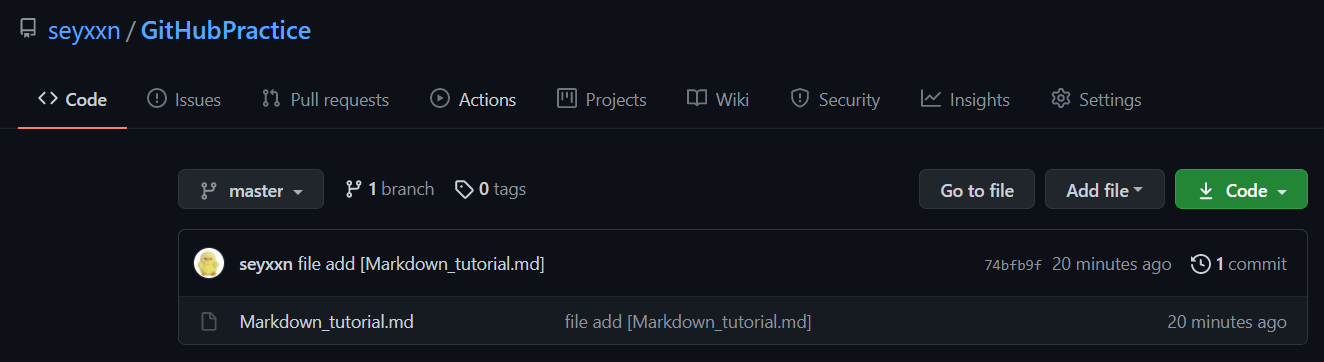 seyxxn / GitHubPractice
Code Issues Pull requests Actions Projects Wiki Security Insights Settings
master 1 branch 0 tags Go to file Add file Code
seyxxn file add [Markdown_tutorial.md] 74bfb9f 20 minutes ago 1 commit
Markdown_tutorial.md file add [Markdown_tutorial.md] 20 minutes ago